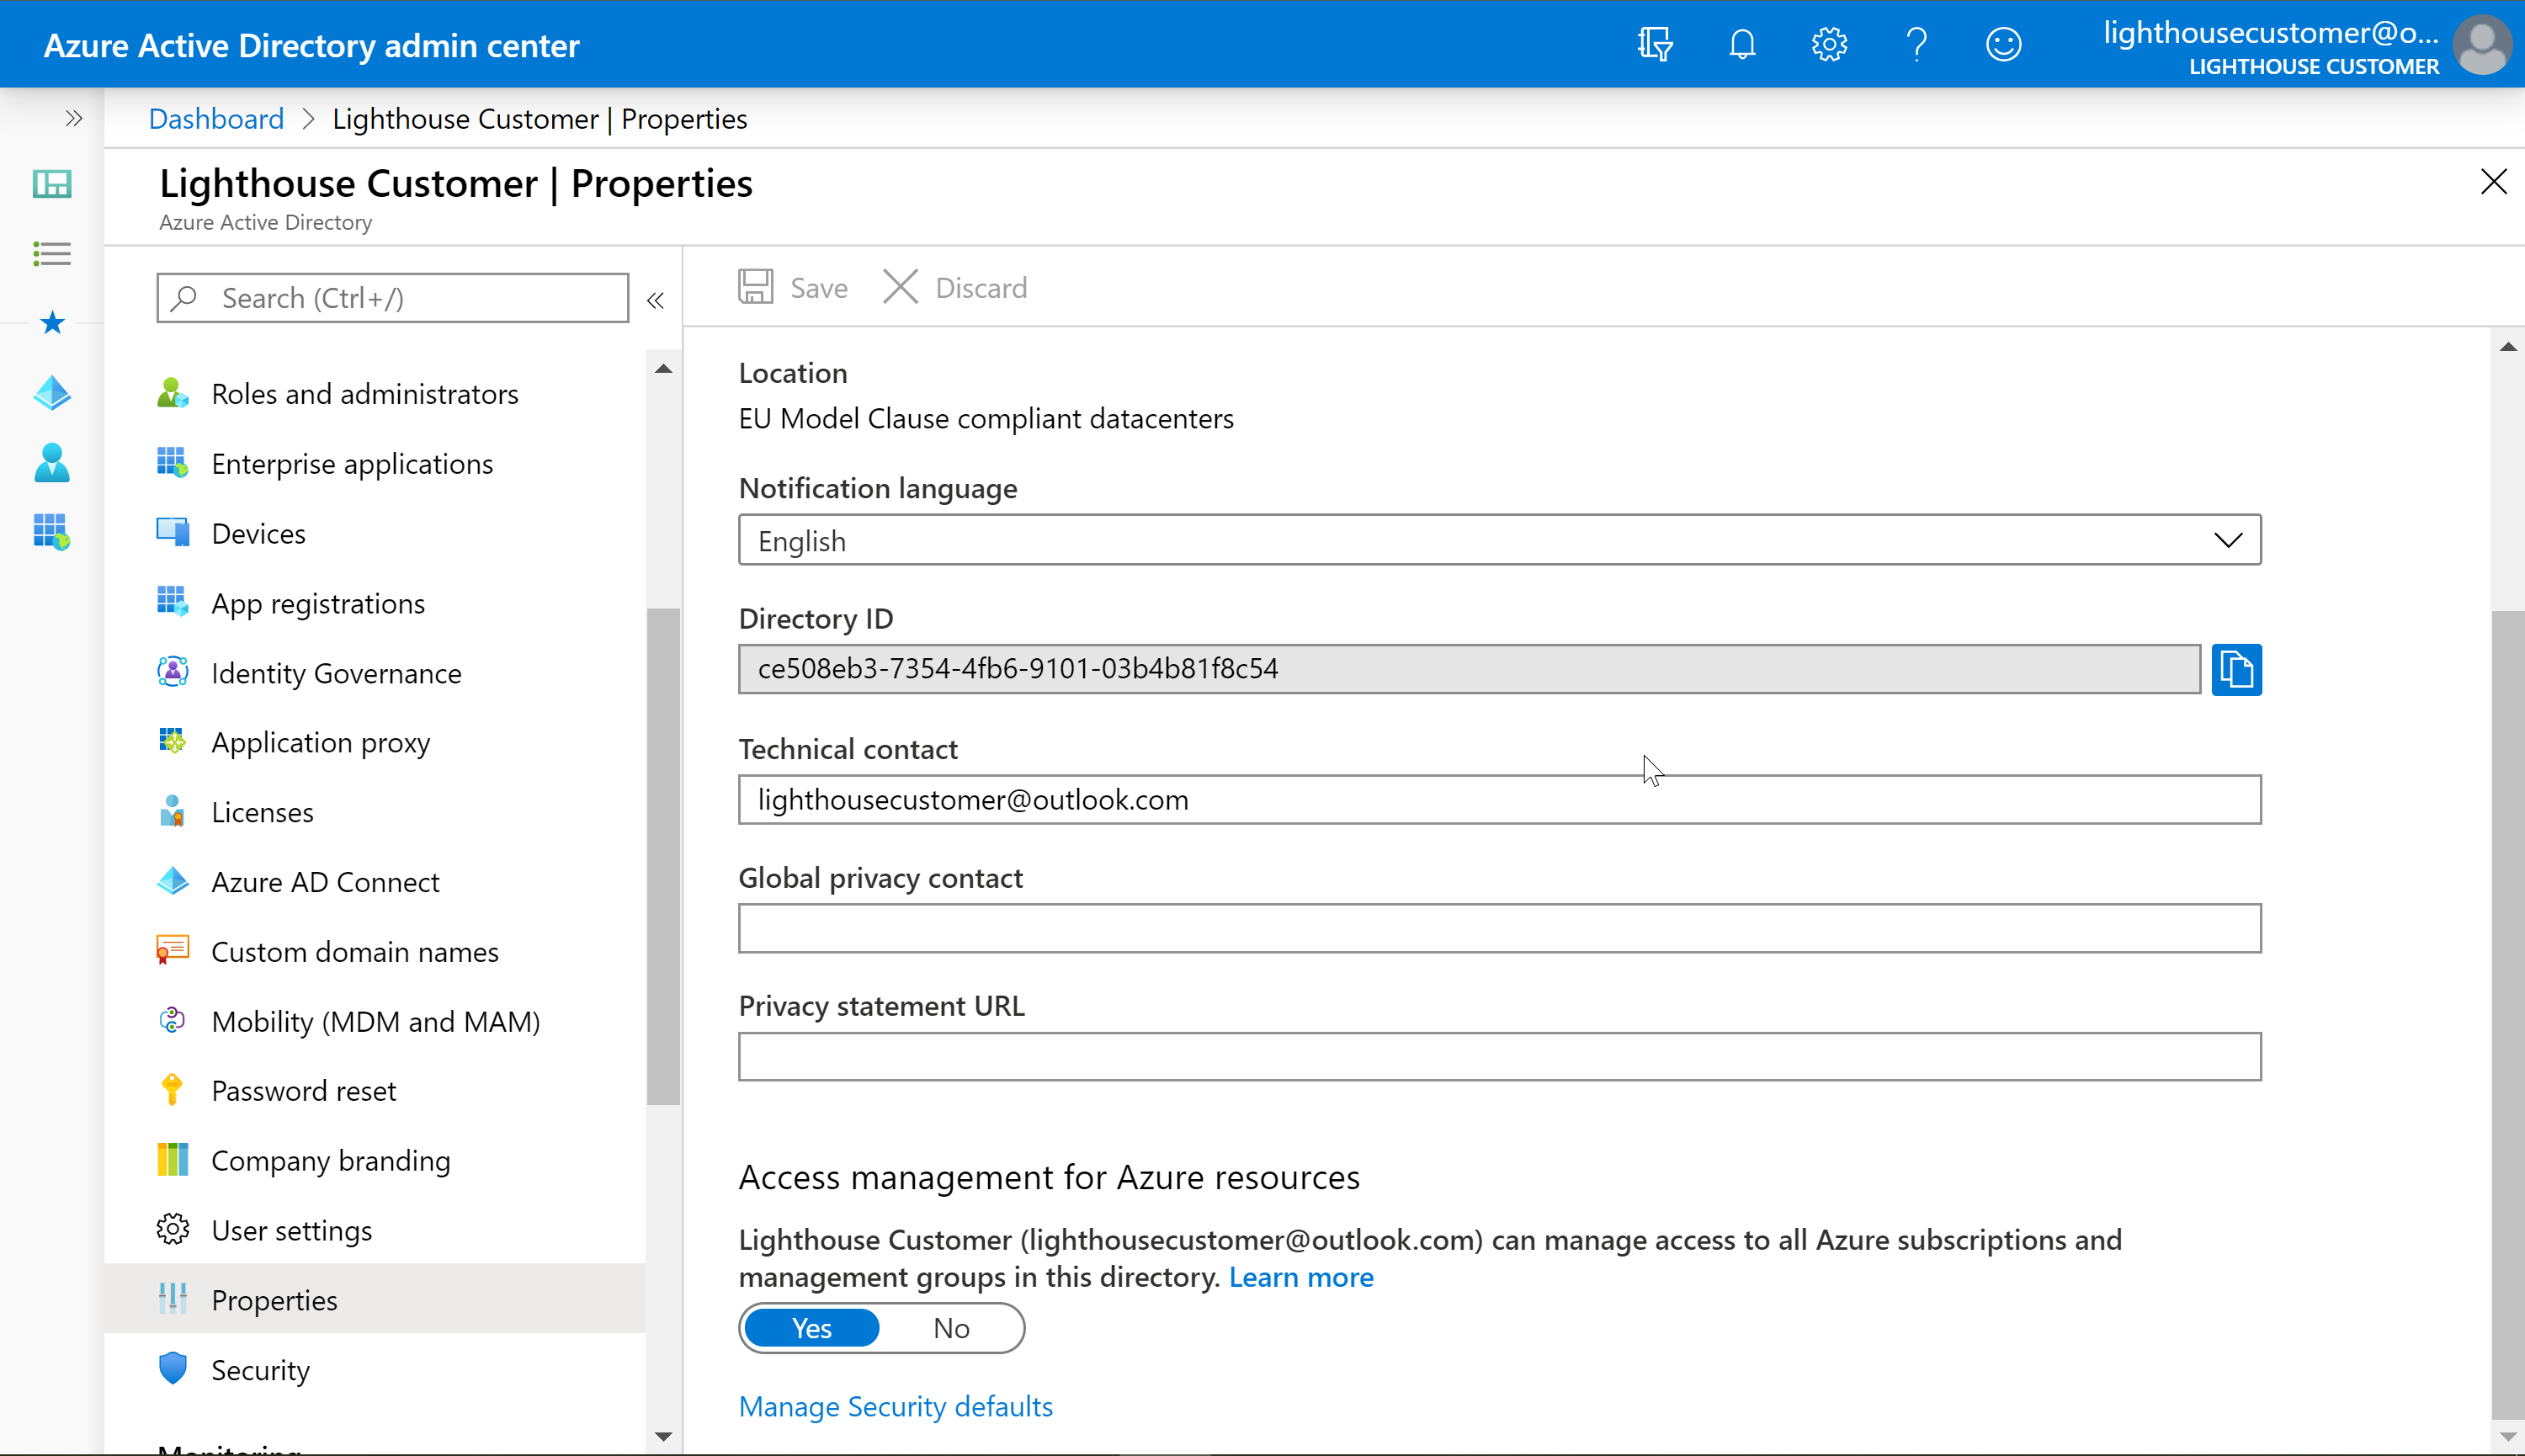 Azure Active Directory admin center
lighthousecustomer@o...
LIGHTHOUSE CUSTOMER
Dashboard > Lighthouse Customer | Properties
Lighthouse Customer | Properties
Azure Active Directory
Search (Ctrl+/)
Roles and administrators
Enterprise applications
Devices
App registrations
Identity Governance
Application proxy
Licenses
Azure AD Connect
Custom domain names
Mobility (MDM and MAM)
Password reset
Company branding
User settings
Properties
Security
Monitoring
Save
Discard
Location
EU Model Clause compliant datacenters
Notification language
English
Directory ID
ce508eb3-7354-4fb6-9101-03b4b81f8c54
Technical contact
lighthousecustomer@outlook.com
Global privacy contact
Privacy statement URL
Access management for Azure resources
Lighthouse Customer (lighthousecustomer@outlook.com) can manage access to all Azure subscriptions and
management groups in this directory. Learn more
Yes
No
Manage Security defaults